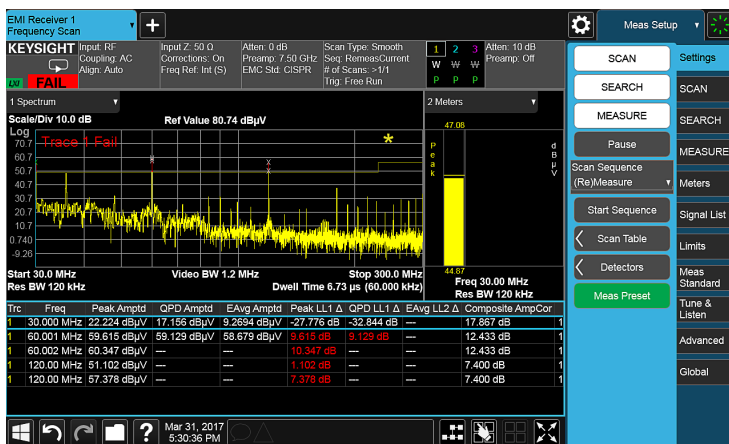 EMI Receiver 1
Frequency Scan
+
Meas Setup
KEYSIGHT
Input: RF
Coupling: AC
Align: Auto
Input Z: 50 Ω
Corrections: On
Freq Ref: Int (S)
Atten: 0 dB
Preamp: 7.50 GHz
EMC Std: CISPR
Scan Type: Smooth
Seq: RemeasCurrent
# of Scans: >1/1
Trig: Free Run
1 2 3
W W W
P P P
Atten: 10 dB
Preamp: Off
LXI
FAIL
1 Spectrum
2 Meters
Scale/Div 10.0 dB
Ref Value 80.74 dBµV
Log
Trace 1 Fail
*
70.7
60.7
50.7
40.7
30.7
20.7
10.7
0.740
-9.26
Start 30.0 MHz
Video BW 1.2 MHz
Stop 300.0 MHz
Res BW 120 kHz
Dwell Time 6.73 µs (60.000 kHz)
47.08
Peak
dBµV
44.87
Freq 30.00 MHz
Res BW 120 kHz
Trc Freq Peak Amptd QPD Amptd EAvg Amptd Peak LL1 Δ QPD LL1 Δ EAvg LL2 Δ Composite AmpCor
1 30.000 MHz 22.224 dBµV 17.156 dBµV 9.2694 dBµV -27.776 dB -32.844 dB --- 17.867 dB 1
1 60.001 MHz 59.615 dBµV 59.129 dBµV 58.679 dBµV 9.615 dB 9.129 dB --- 12.433 dB 1
1 60.002 MHz 60.347 dBµV --- --- 10.347 dB --- --- 12.433 dB 1
1 120.00 MHz 51.102 dBµV --- --- 1.102 dB --- --- 7.400 dB 1
1 120.00 MHz 57.378 dBµV --- --- 7.378 dB --- --- 7.400 dB 1
SCAN
SEARCH
MEASURE
Pause
Scan Sequence
(Re)Measure
Start Sequence
Scan Table
Detectors
Meas Preset
Settings
SCAN
SEARCH
MEASURE
Meters
Signal List
Limits
Meas
Standard
Tune &
Listen
Advanced
Global
?
Mar 31, 2017
5:30:36 PM